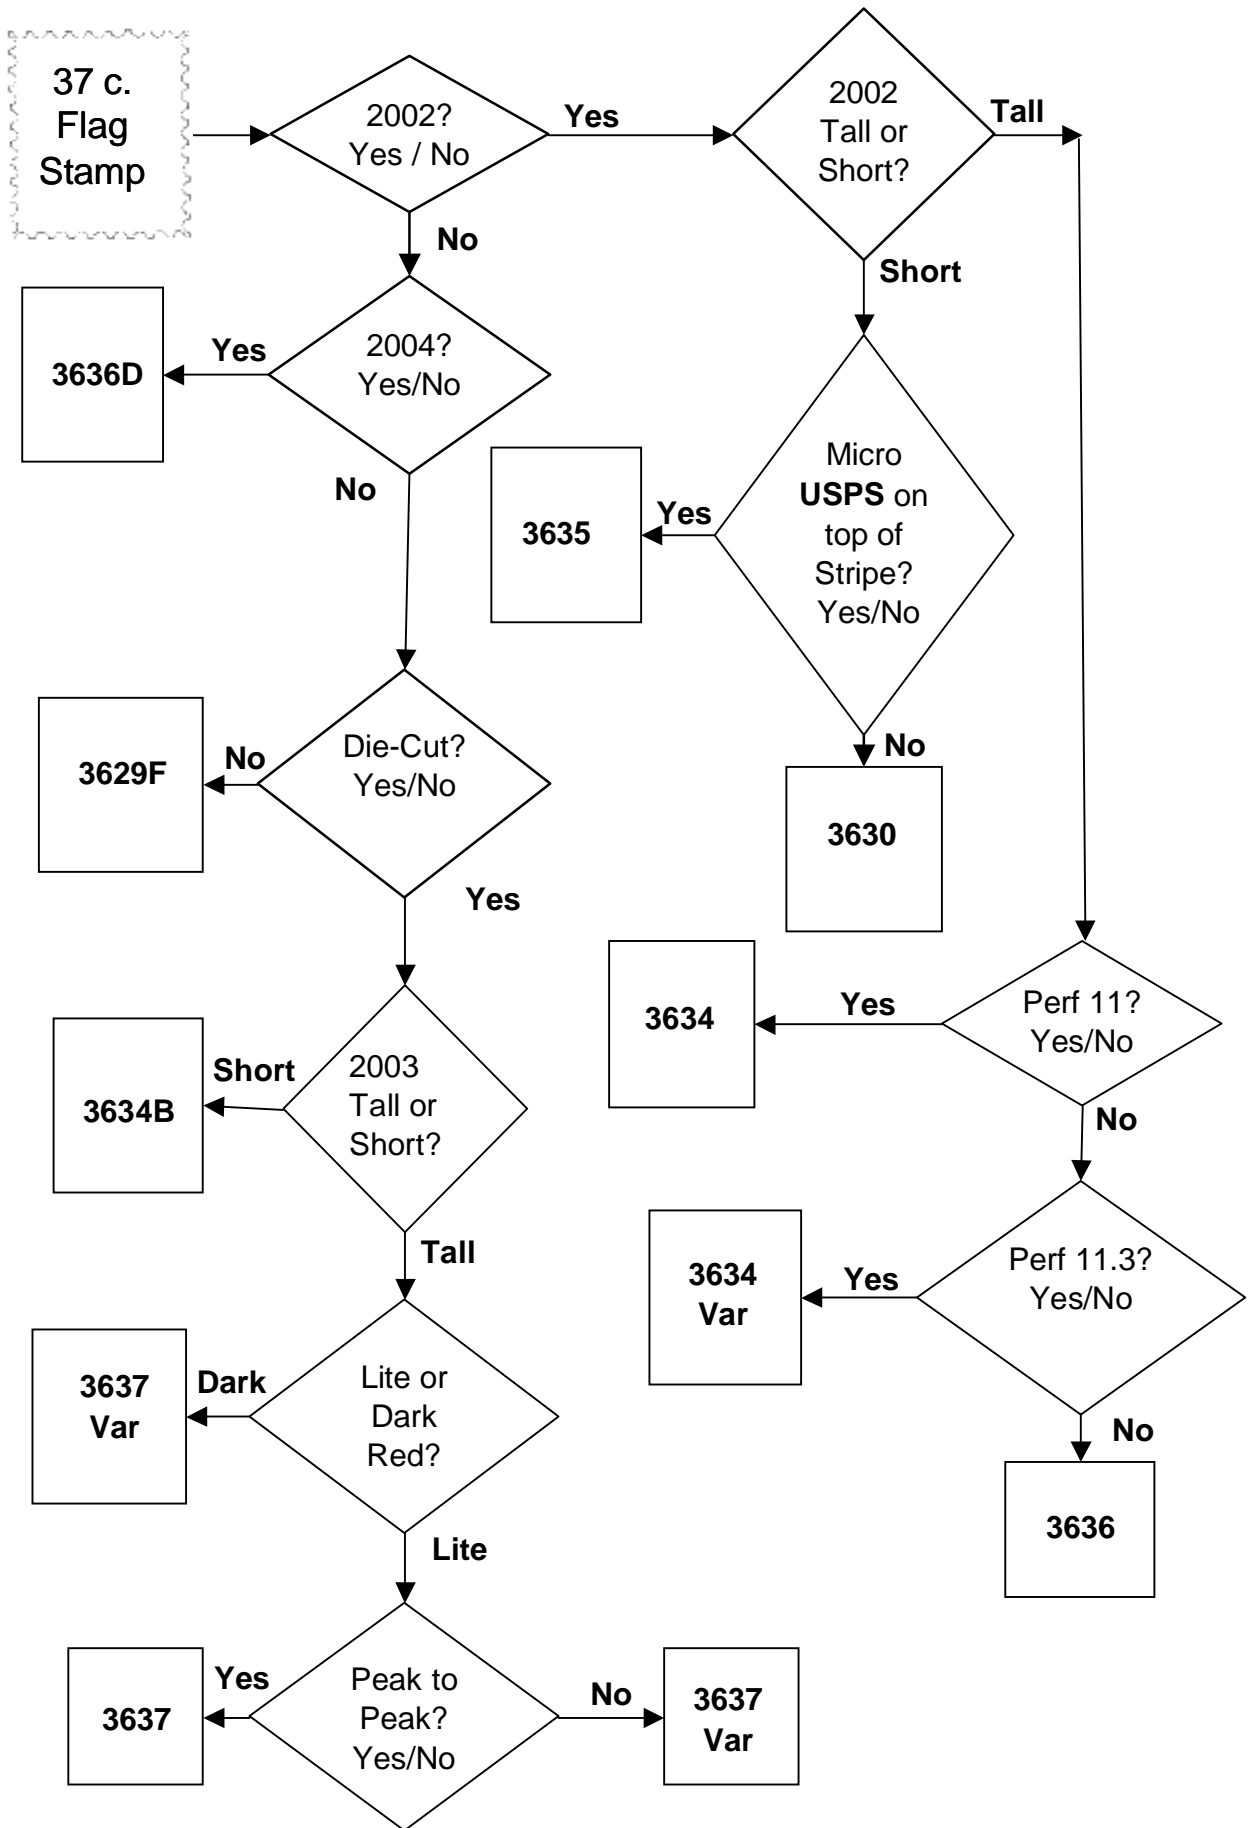 37 c.
Flag
Stamp
2002?
Yes / No
Yes
2002
Tall or
Short?
Tall
No
Short
2004?
Yes/No
Yes
3636D
No
Micro
USPS on
top of
Stripe?
Yes/No
Yes
3635
No
3630
Die-Cut?
Yes/No
No
3629F
Yes
Perf 11?
Yes/No
Yes
3634
No
2003
Tall or
Short?
Short
3634B
Tall
Perf 11.3?
Yes/No
Yes
3634
Var
No
3636
Lite or
Dark
Red?
Dark
3637
Var
Lite
Peak to
Peak?
Yes/No
Yes
3637
No
3637
Var